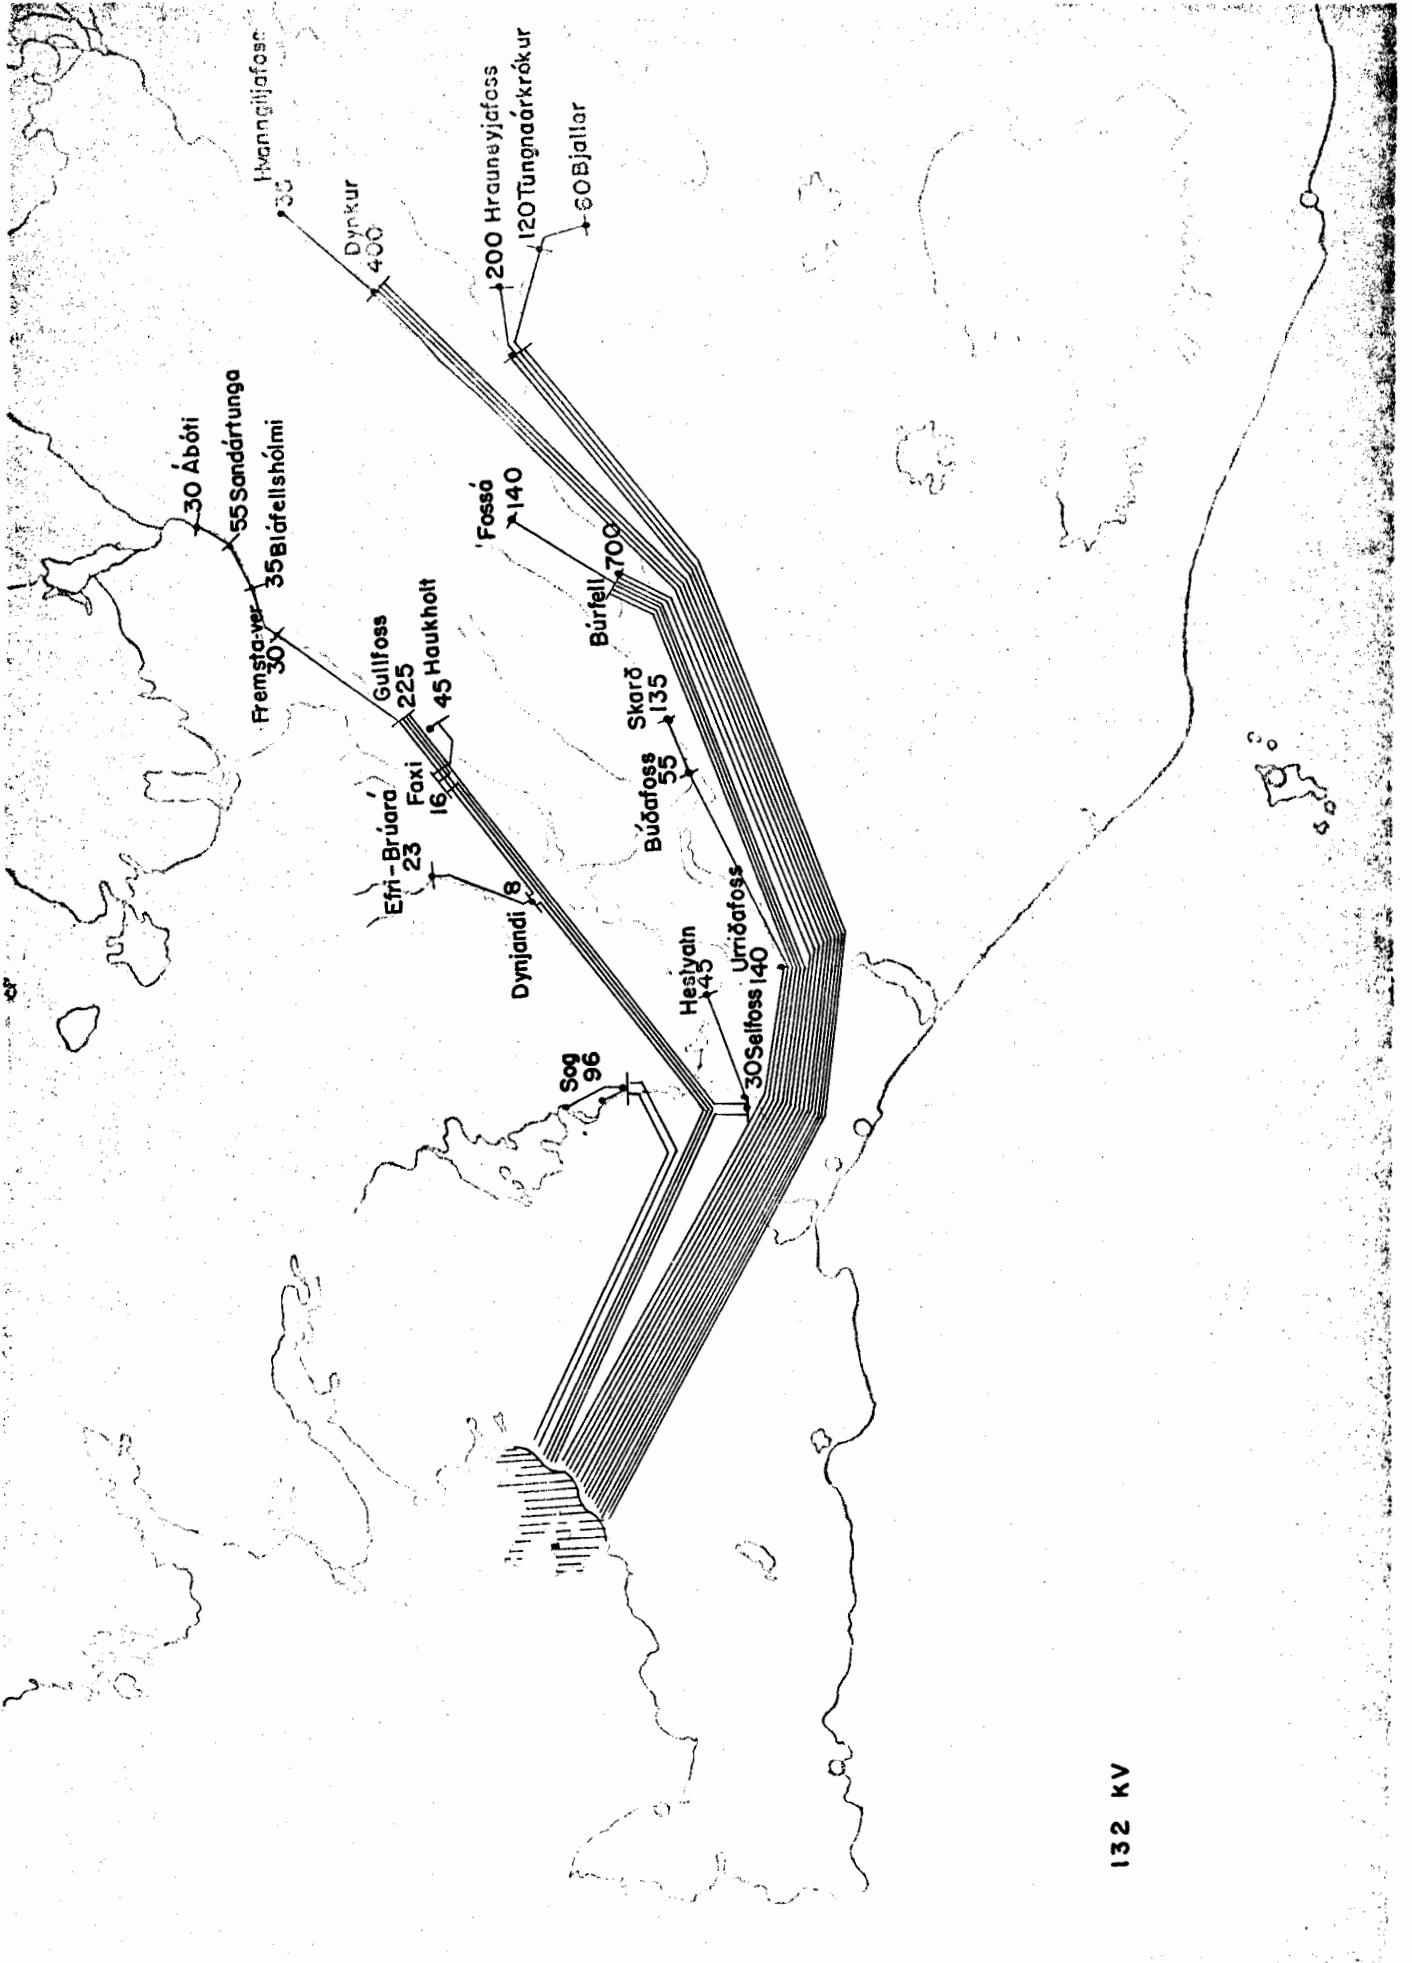 Hvanngiljafoss
35
Dynkur
400
200 Hrauneyjafoss
120 Tungnaárkrókur
60 Bjallar
30 Ábóti
55 Sandártunga
35 Bláfellshólmi
Fremsta-ver
30
Fossá
140
Búrfell 700
Gullfoss
225
45 Haukholt
Skarð
135
Faxi
16
Efri-Brúará
23
Búðafoss
55
Dynjandi 8
Urriðafoss
140
Hestvatn
45
30 Selfoss
Sog
96
132 KV